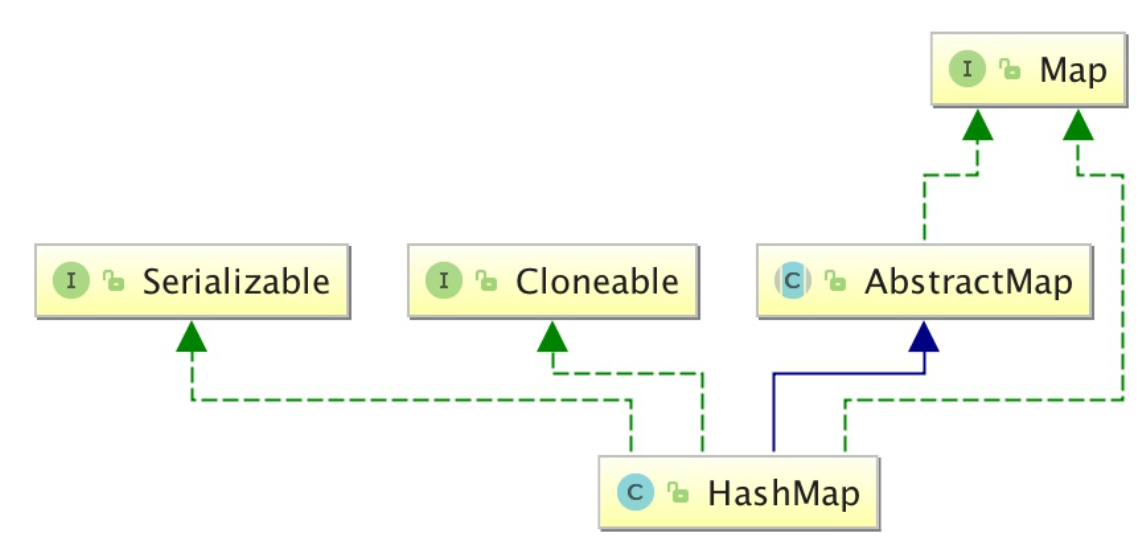 I Map
I Serializable
I Cloneable
C AbstractMap
C HashMap